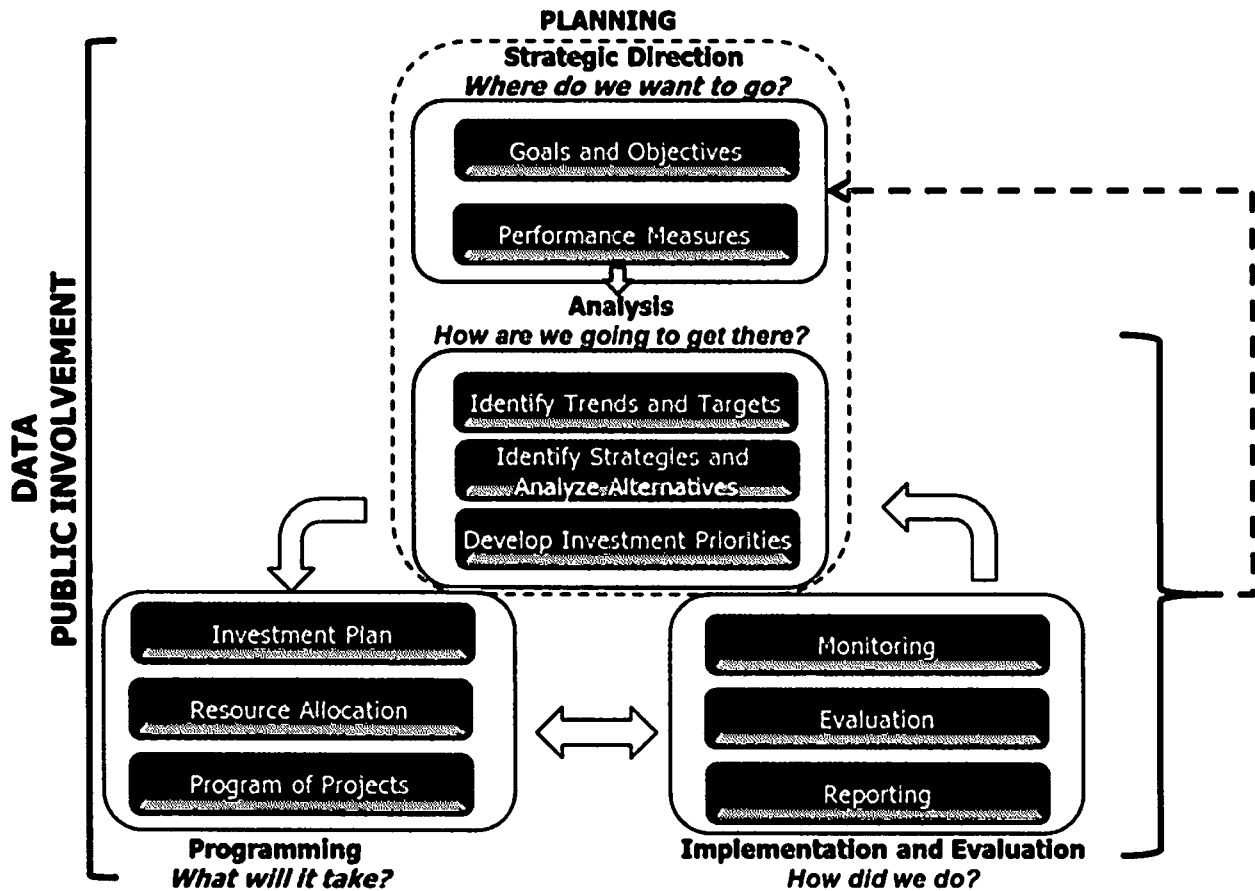 PLANNING
Strategic Direction
Where do we want to go?
Goals and Objectives
Performance Measures
Analysis
How are we going to get there?
Identify Trends and Targets
Identify Strategies and
Analyze Alternatives
Develop Investment Priorities
DATA
PUBLIC INVOLVEMENT
Investment Plan
Resource Allocation
Program of Projects
Programming
What will it take?
Monitoring
Evaluation
Reporting
Implementation and Evaluation
How did we do?